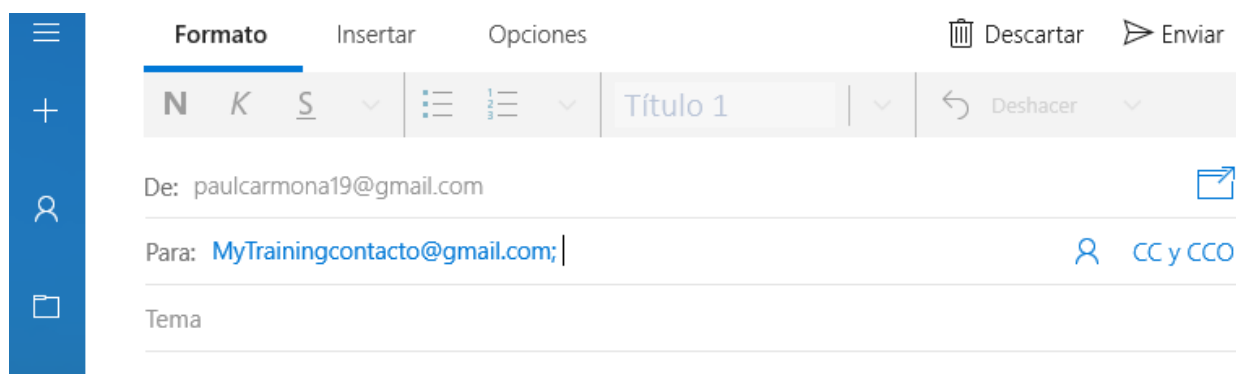 Formato Insertar Opciones Descartar Enviar
N K S Título 1 Deshacer
De: paulcarmona19@gmail.com
Para: MyTrainingcontacto@gmail.com; CC y CCO
Tema